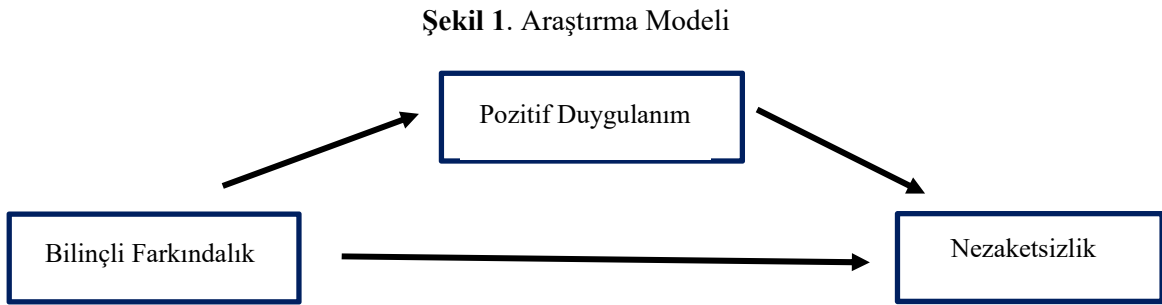 Şekil 1. Araştırma Modeli
Pozitif Duygulanım
Bilinçli Farkındalık
Nezaketsizlik